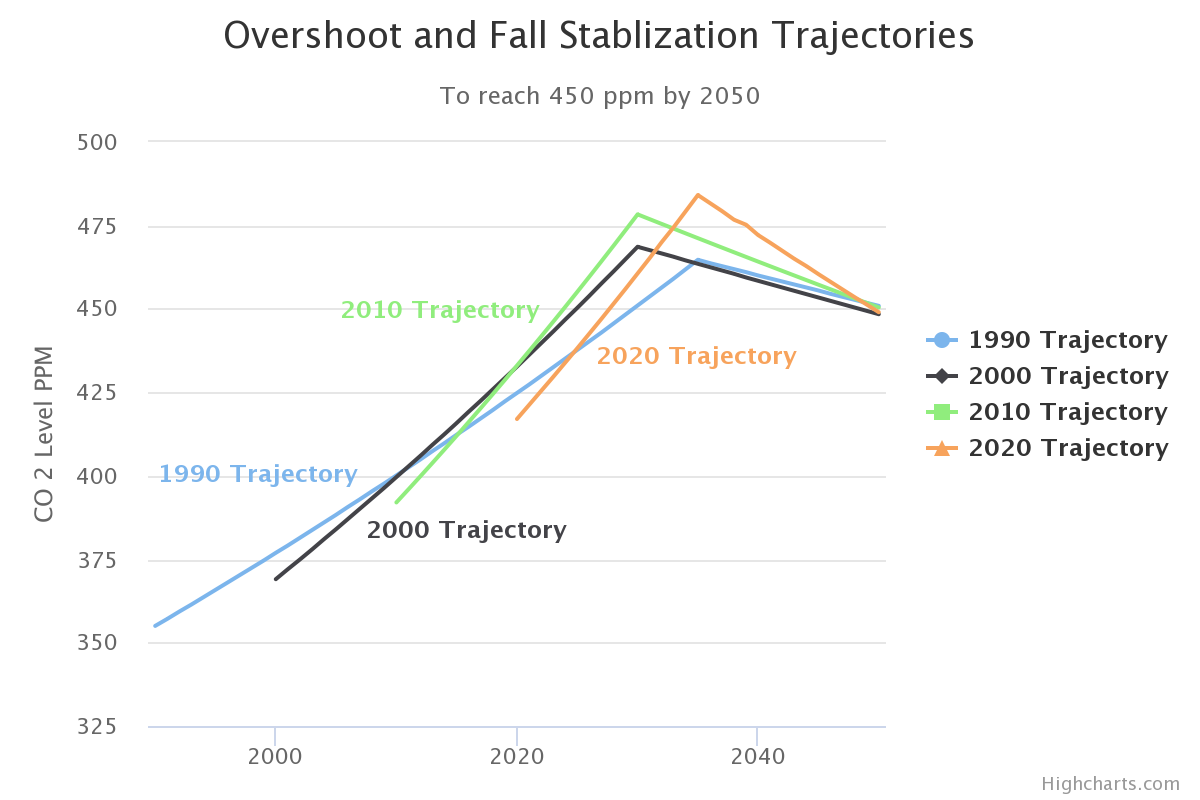 Overshoot and Fall Stablization Trajectories
To reach 450 ppm by 2050
CO 2 Level PPM
500
475
450
425
400
375
350
325
2010 Trajectory
2020 Trajectory
1990 Trajectory
2000 Trajectory
1990 Trajectory
2000 Trajectory
2010 Trajectory
2020 Trajectory
2000
2020
2040
Highcharts.com